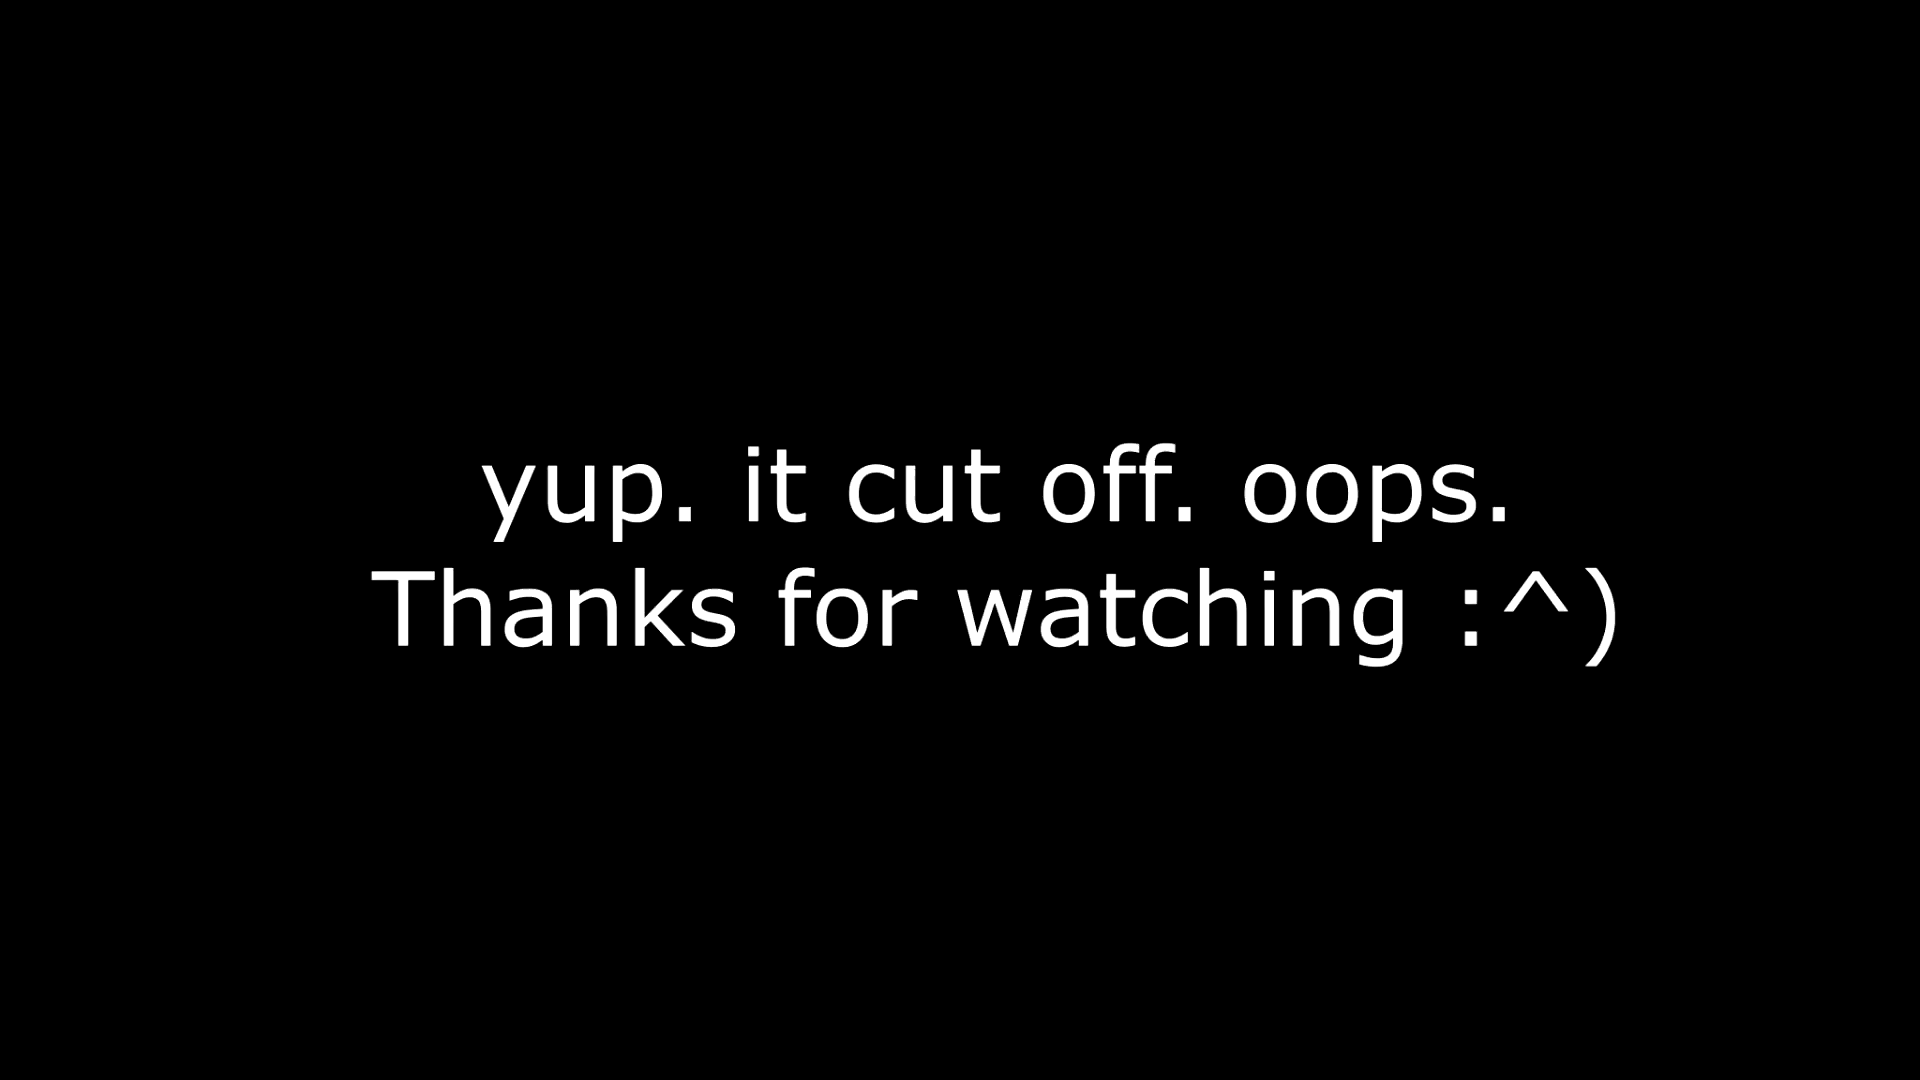 yup. it cut off. oops.
Thanks for watching :^)